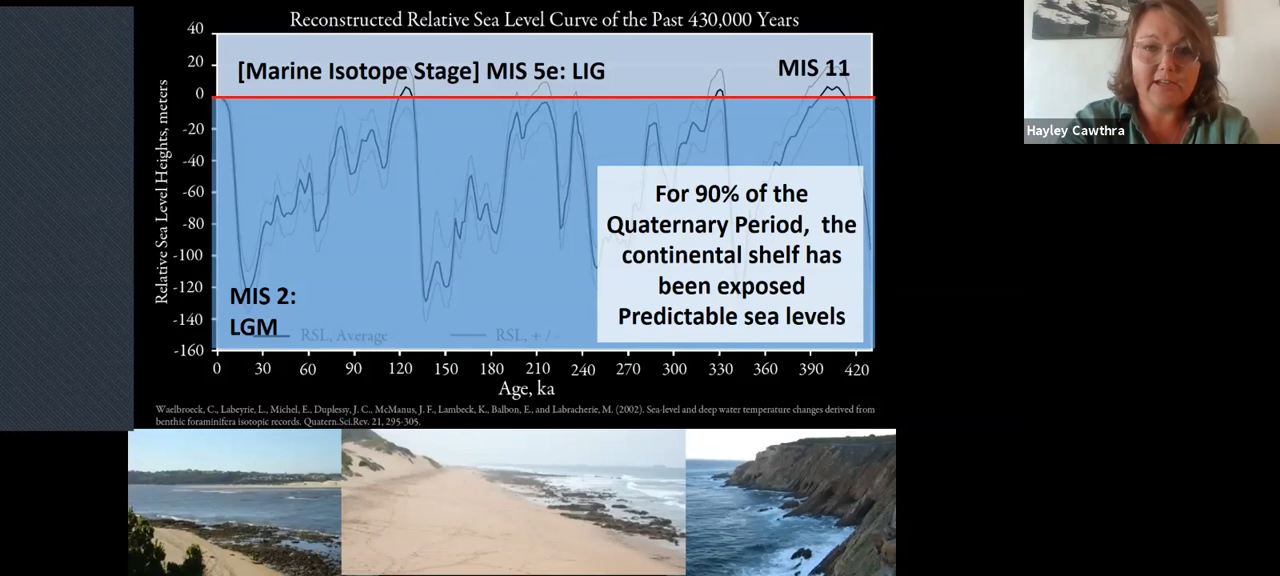 Reconstructed Relative Sea Level Curve of the Past 430,000 Years
40
20
0
-20
-40
-60
-80
-100
-120
-140
-160
Relative Sea Level Heights, meters
[Marine Isotope Stage] MIS 5e: LIG
MIS 11
For 90% of the
Quaternary Period, the
continental shelf has
been exposed
Predictable sea levels
MIS 2:
LGM
RSL, Average
RSL, + / -
0 30 60 90 120 150 180 210 240 270 300 330 360 390 420
Age, ka
Waelbroeck, C., Labeyrie, L., Michel, E., Duplessy, J. C., McManus, J. F., Lambeck, K., Balbon, E., and Labracherie, M. (2002). Sea-level and deep water temperature changes derived from
benthic foraminifera isotopic records. Quatern.Sci.Rev. 21, 295-305.
Hayley Cawthra